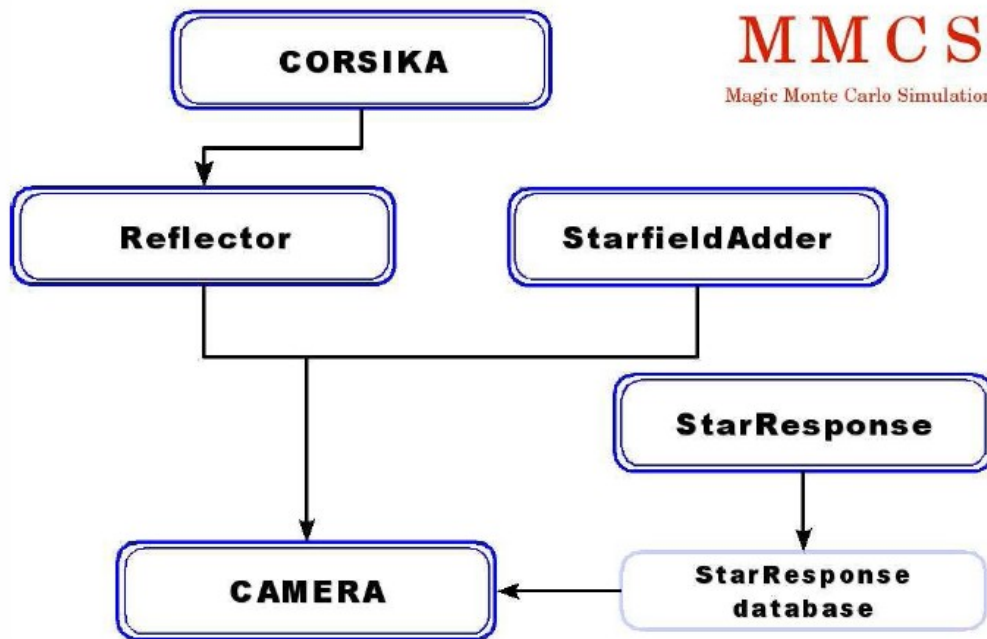 MMCS
Magic Monte Carlo Simulation
CORSIKA
Reflector
StarfieldAdder
StarResponse
CAMERA
StarResponse
database